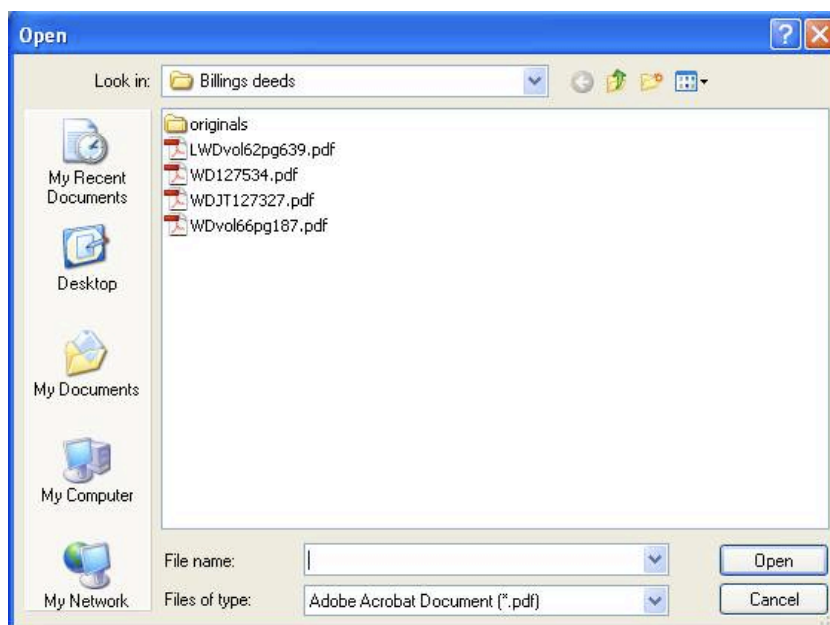 Open
Look in: Billings deeds
originals
LWDvol62pg639.pdf
WD127534.pdf
WDJT127327.pdf
WDvol66pg187.pdf
My Recent
Documents
Desktop
My Documents
My Computer
My Network
File name:
Open
Files of type: Adobe Acrobat Document (*.pdf)
Cancel